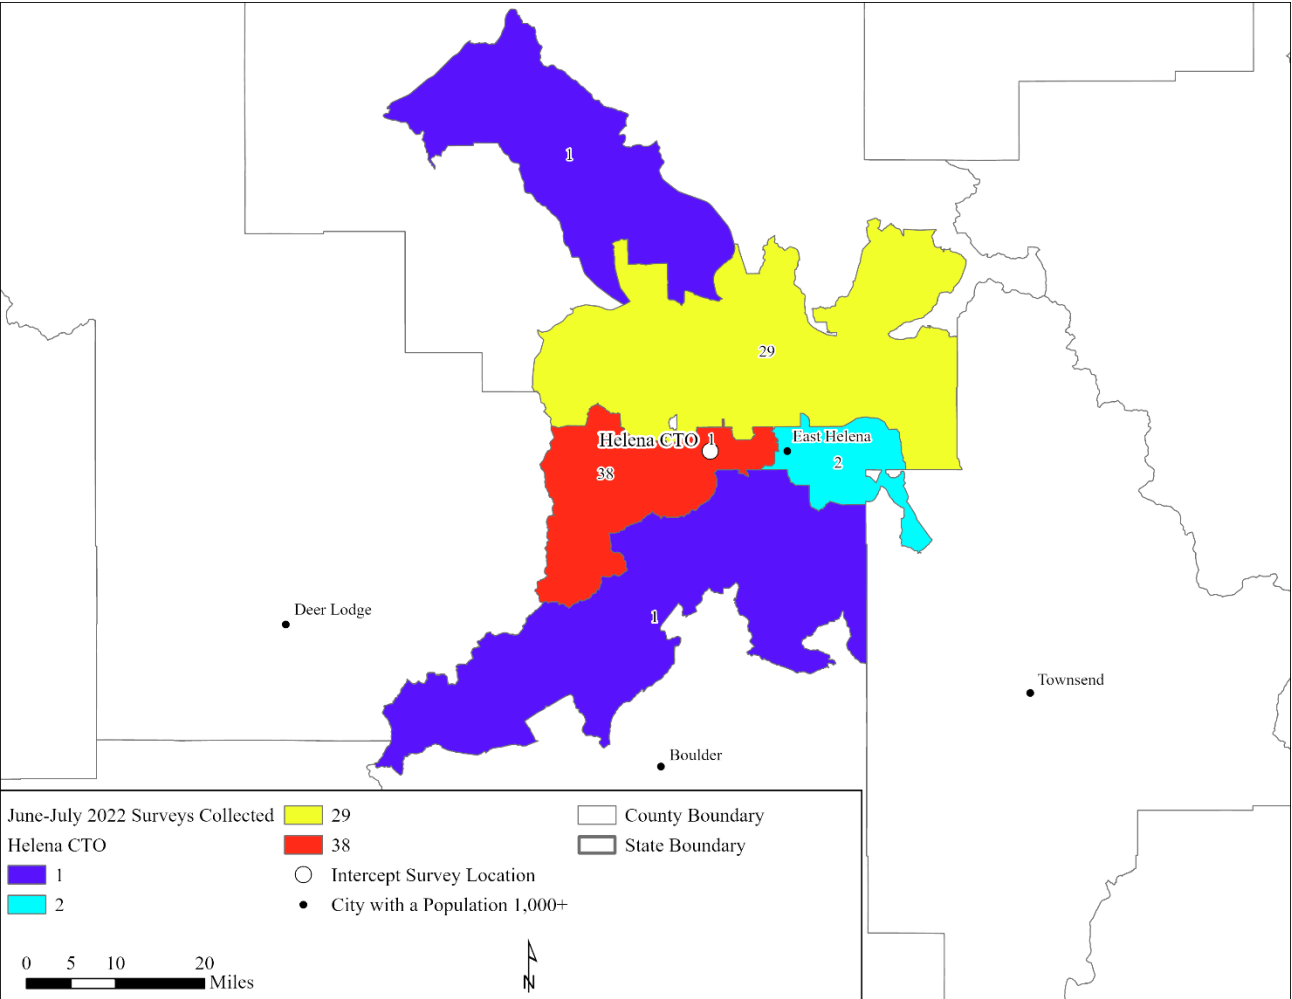 1
29
Helena CTO 1
East Helena
38
2
1
Deer Lodge
Townsend
Boulder
June-July 2022 Surveys Collected
Helena CTO
1
2
29
38
Intercept Survey Location
City with a Population 1,000+
County Boundary
State Boundary
0 5 10 20
Miles
N